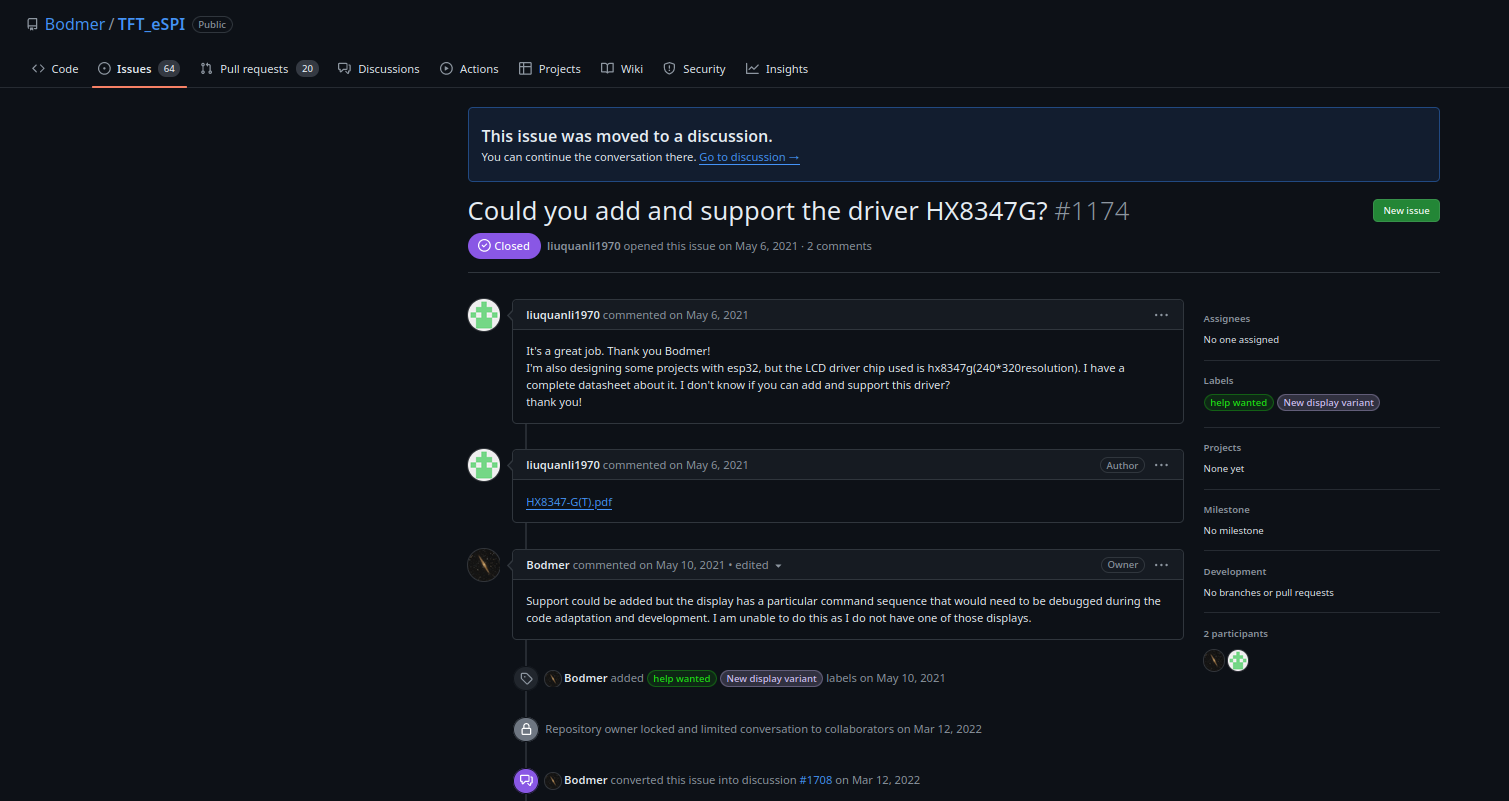 Bodmer / TFT_eSPI Public
Code Issues 64 Pull requests 20 Discussions Actions Projects Wiki Security Insights
This issue was moved to a discussion.
You can continue the conversation there. Go to discussion →
Could you add and support the driver HX8347G? #1174
New issue
Closed liuquanli1970 opened this issue on May 6, 2021 · 2 comments
liuquanli1970 commented on May 6, 2021
It's a great job. Thank you Bodmer!
I'm also designing some projects with esp32, but the LCD driver chip used is hx8347g(240*320resolution). I have a
complete datasheet about it. I don't know if you can add and support this driver?
thank you!
liuquanli1970 commented on May 6, 2021 Author
HX8347-G(T).pdf
Bodmer commented on May 10, 2021 • edited Owner
Support could be added but the display has a particular command sequence that would need to be debugged during the
code adaptation and development. I am unable to do this as I do not have one of those displays.
Bodmer added help wanted New display variant labels on May 10, 2021
Repository owner locked and limited conversation to collaborators on Mar 12, 2022
Bodmer converted this issue into discussion #1708 on Mar 12, 2022
Assignees
No one assigned
Labels
help wanted New display variant
Projects
None yet
Milestone
No milestone
Development
No branches or pull requests
2 participants